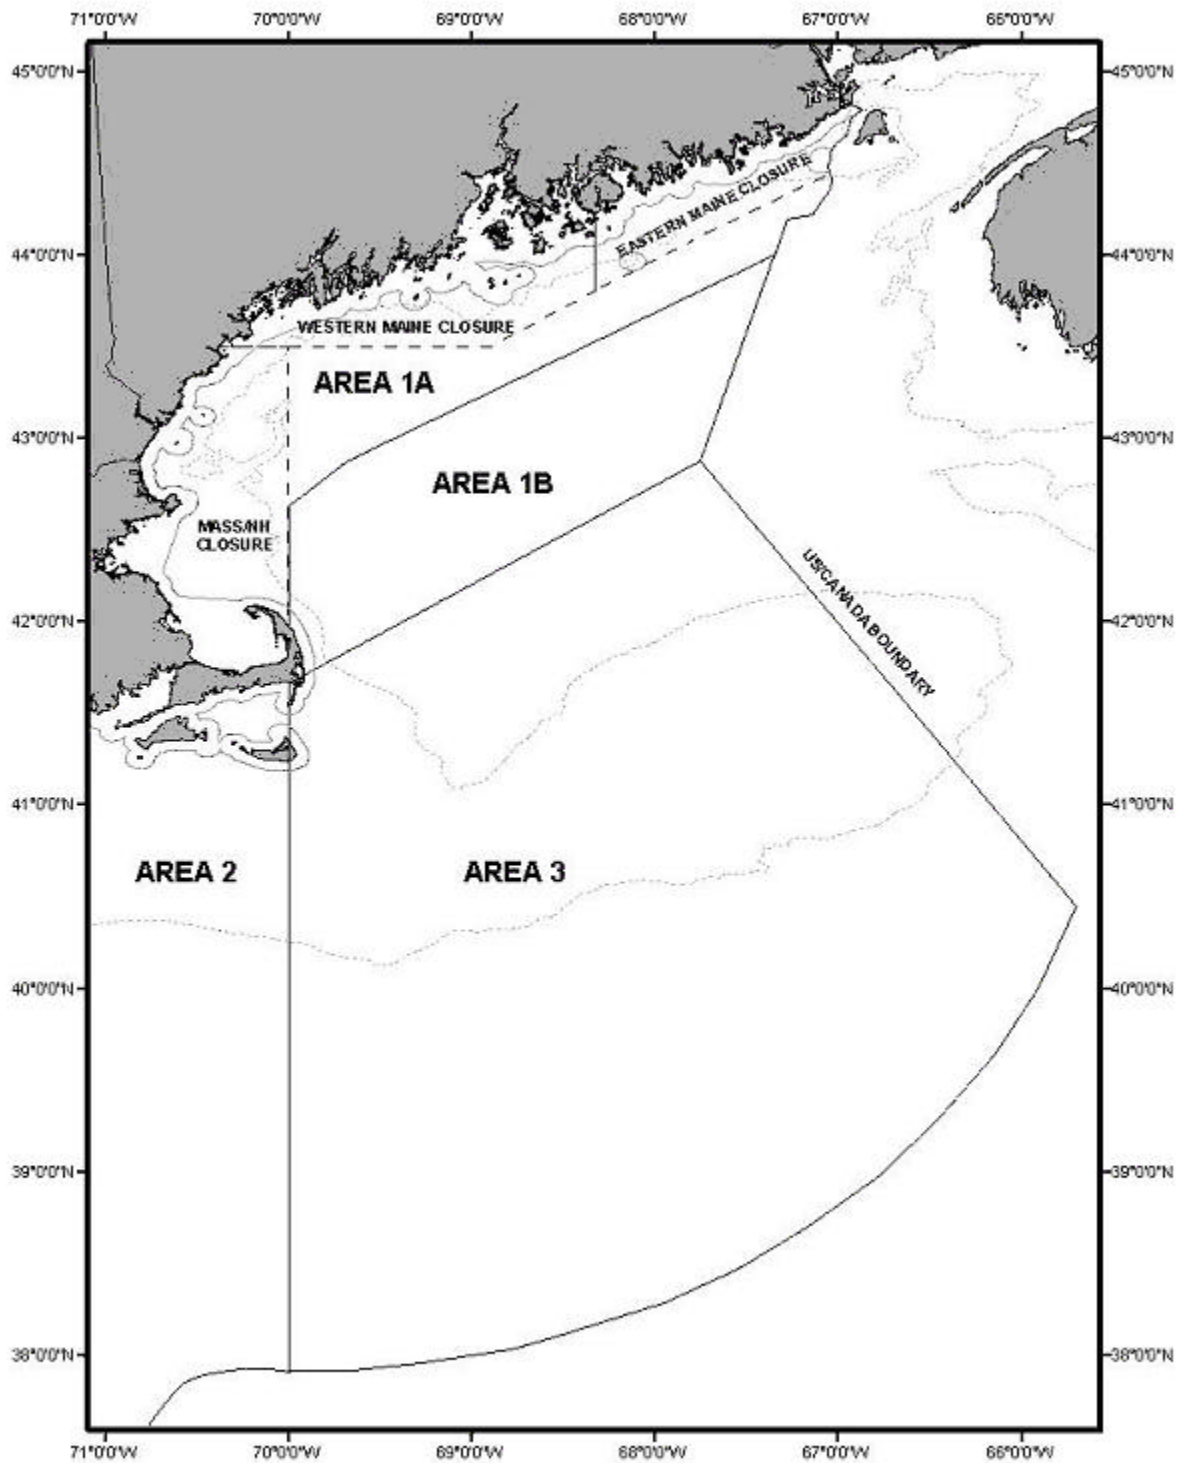 71°0'0"W 70°0'0"W 69°0'0"W 68°0'0"W 67°0'0"W 66°0'0"W
45°0'0"N 45°0'0"N
EASTERN MAINE CLOSURE
44°0'0"N 44°0'0"N
WESTERN MAINE CLOSURE
AREA 1A
43°0'0"N 43°0'0"N
AREA 1B
MASS/NH
CLOSURE
US/CANADA BOUNDARY
42°0'0"N 42°0'0"N
41°0'0"N 41°0'0"N
AREA 2 AREA 3
40°0'0"N 40°0'0"N
39°0'0"N 39°0'0"N
38°0'0"N 38°0'0"N
71°0'0"W 70°0'0"W 69°0'0"W 68°0'0"W 67°0'0"W 66°0'0"W